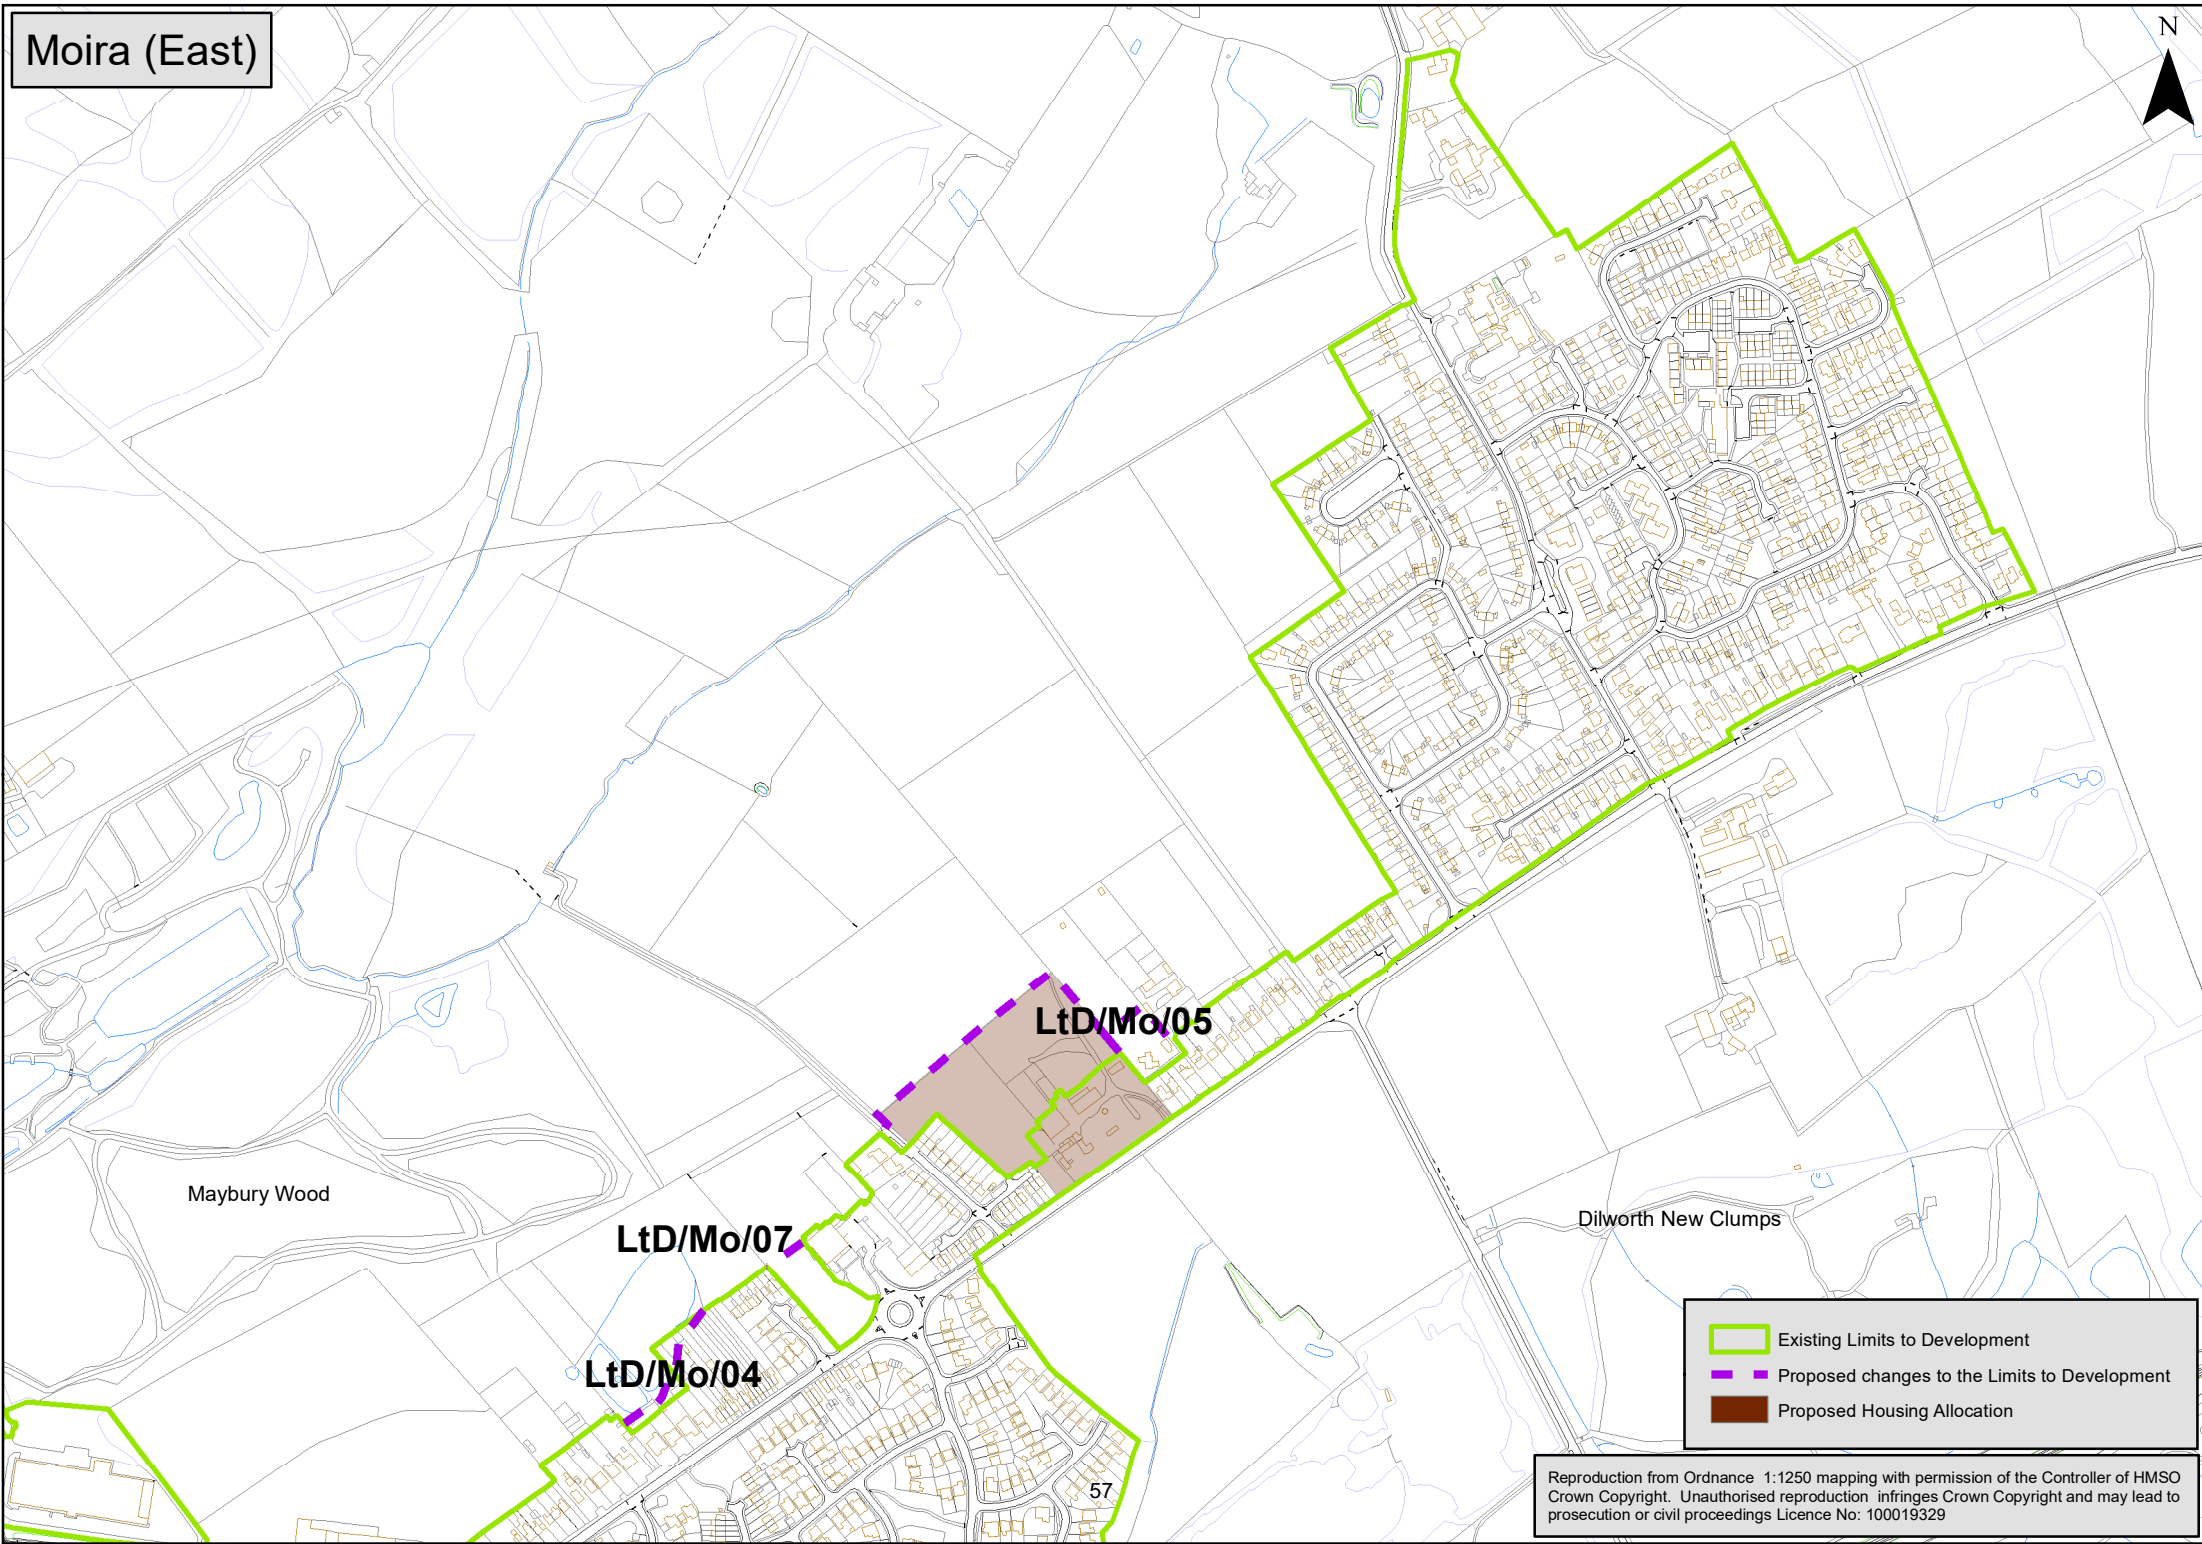 Moira (East)
N
LtD/Mo/05
Maybury Wood
LtD/Mo/07
Dilworth New Clumps
LtD/Mo/04
57
Existing Limits to Development
Proposed changes to the Limits to Development
Proposed Housing Allocation
Reproduction from Ordnance 1:1250 mapping with permission of the Controller of HMSO
Crown Copyright. Unauthorised reproduction infringes Crown Copyright and may lead to
prosecution or civil proceedings Licence No: 100019329